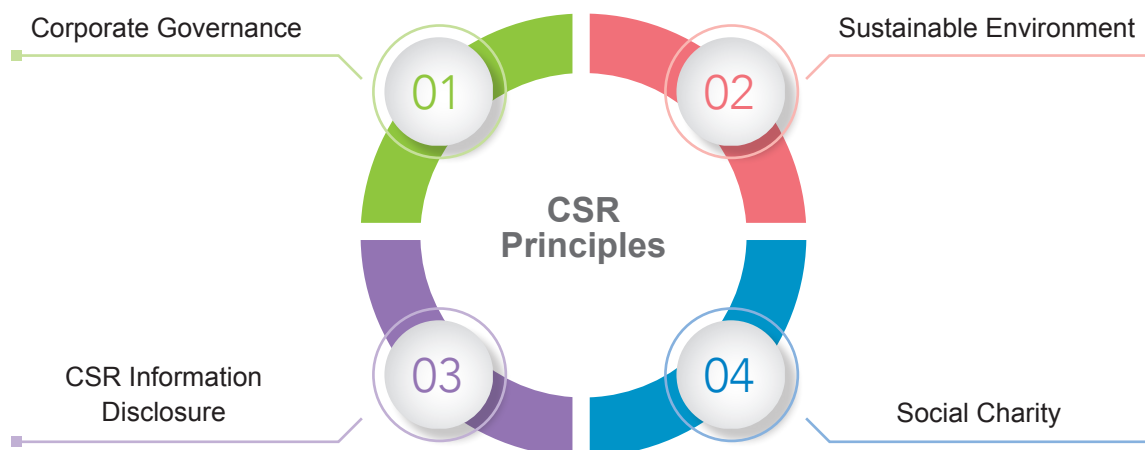 Corporate Governance
01
02
Sustainable Environment
CSR
Principles
CSR Information
Disclosure
03
04
Social Charity